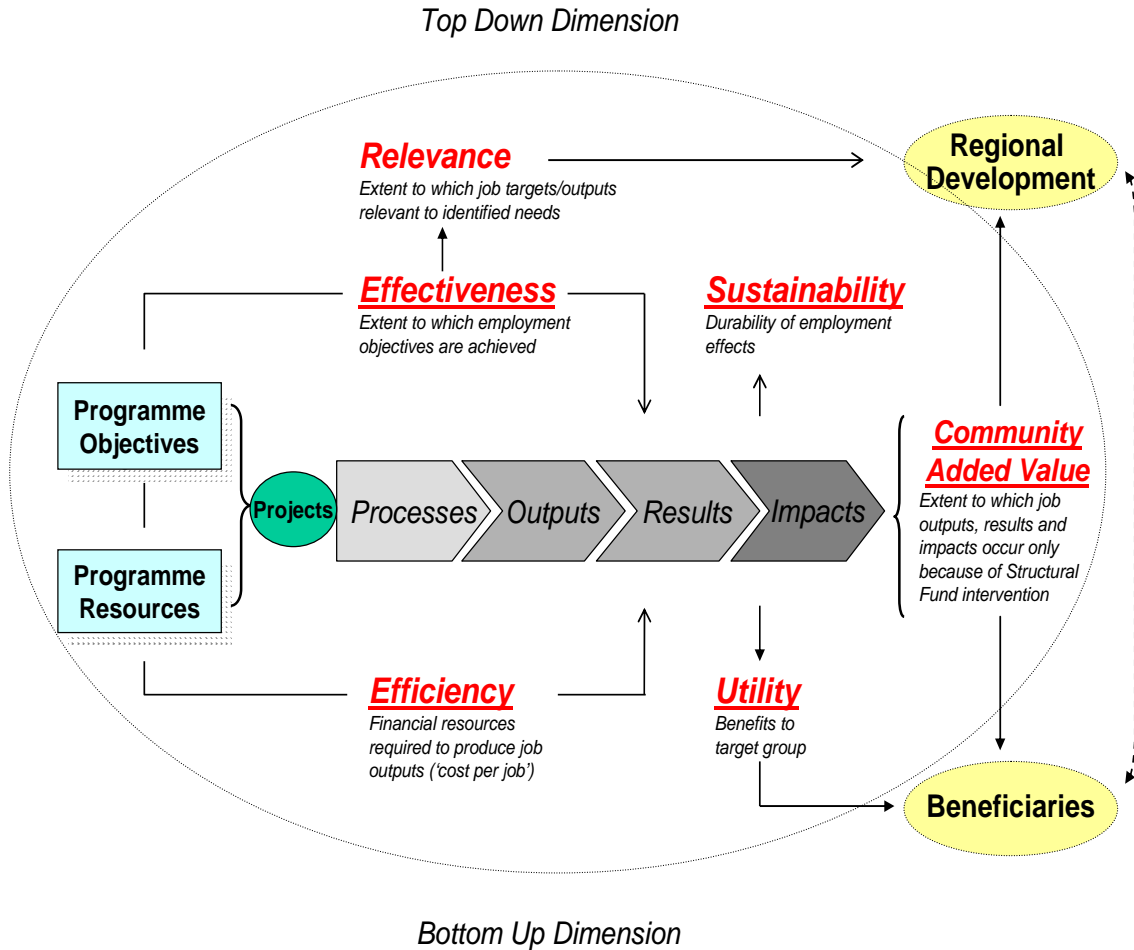 Top Down Dimension
Relevance
Extent to which job targets/outputs
relevant to identified needs
Regional
Development
Effectiveness
Extent to which employment
objectives are achieved
Sustainability
Durability of employment
effects
Programme
Objectives
Programme
Resources
Projects
Processes
Outputs
Results
Impacts
Community
Added Value
Extent to which job
outputs, results and
impacts occur only
because of Structural
Fund intervention
Efficiency
Financial resources
required to produce job
outputs (‘cost per job’)
Utility
Benefits to
target group
Beneficiaries
Bottom Up Dimension